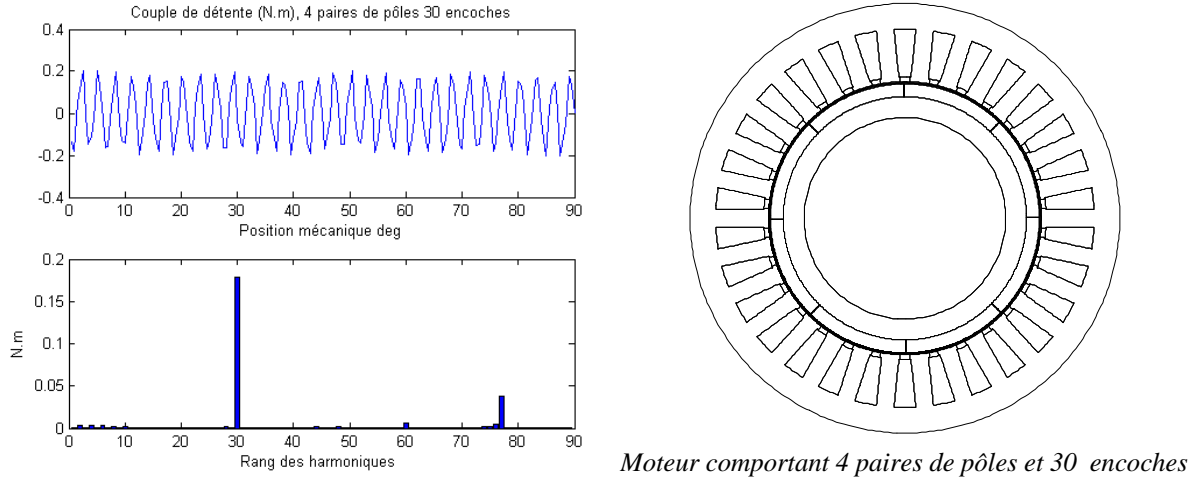 Couple de détente (N.m), 4 paires de pôles 30 encoches
0.4
0.2
0
-0.2
-0.4
0 10 20 30 40 50 60 70 80 90
Position mécanique deg
0.2
0.15
0.1
0.05
0
N.m
0 10 20 30 40 50 60 70 80 90
Rang des harmoniques
Moteur comportant 4 paires de pôles et 30 encoches